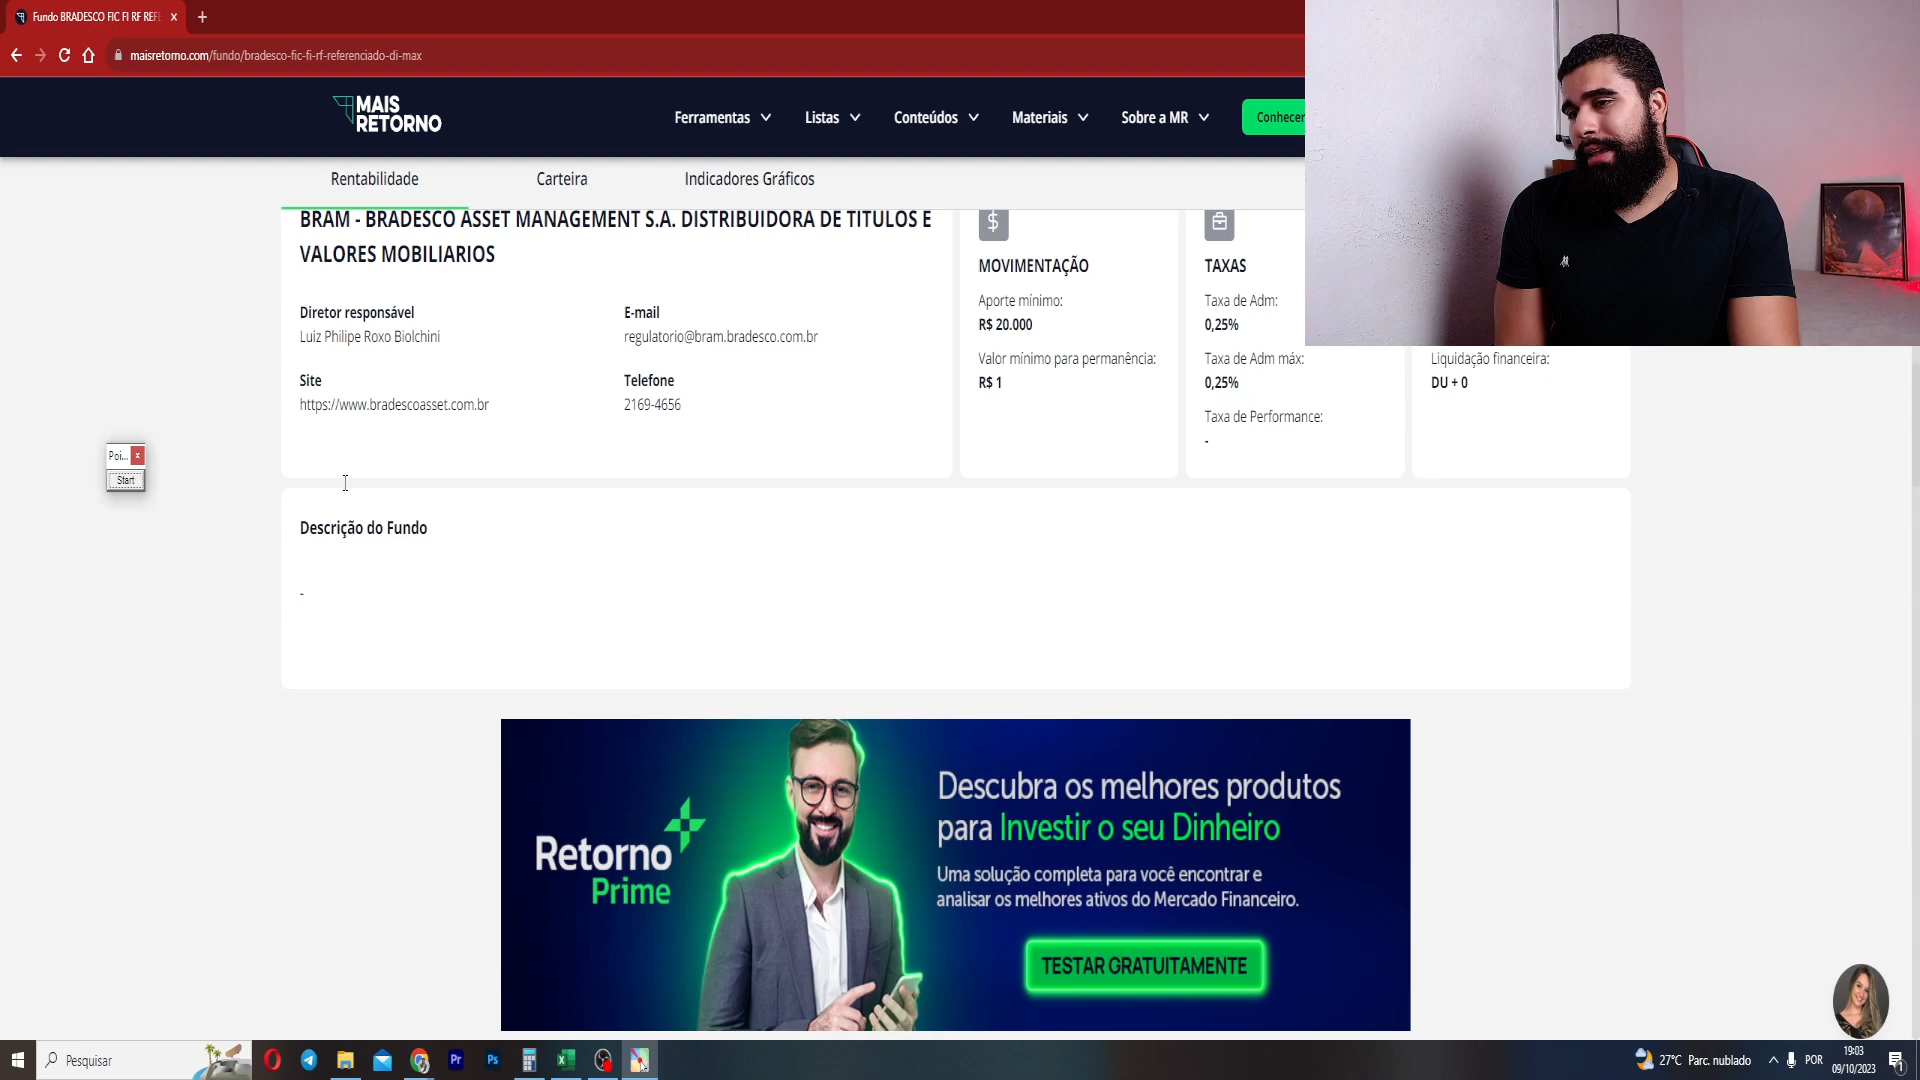 Fundo BRADESCO FIC FI RF REFE
maisretorno.com/fundo/bradesco-fic-fi-rf-referenciado-di-max
MAIS
RETORNO
Ferramentas
Listas
Conteúdos
Materiais
Sobre a MR
Conhecer
Rentabilidade
Carteira
Indicadores Gráficos
BRAM - BRADESCO ASSET MANAGEMENT S.A. DISTRIBUIDORA DE TITULOS E
VALORES MOBILIARIOS
Diretor responsável
Luiz Philipe Roxo Biolchini
E-mail
regulatorio@bram.bradesco.com.br
Site
https://www.bradescoasset.com.br
Telefone
2169-4656
$
MOVIMENTAÇÃO
Aporte mínimo:
R$ 20.000
Valor mínimo para permanência:
R$ 1
TAXAS
Taxa de Adm:
0,25%
Taxa de Adm máx:
0,25%
Taxa de Performance:
-
Liquidação financeira:
DU + 0
Poi...
Start
Descrição do Fundo
-
Retorno
Prime
Descubra os melhores produtos
para Investir o seu Dinheiro
Uma solução completa para você encontrar e
analisar os melhores ativos do Mercado Financeiro.
TESTAR GRATUITAMENTE
Pesquisar
Pr
Ps
27°C Parc. nublado
POR
19:03
09/10/2023
1